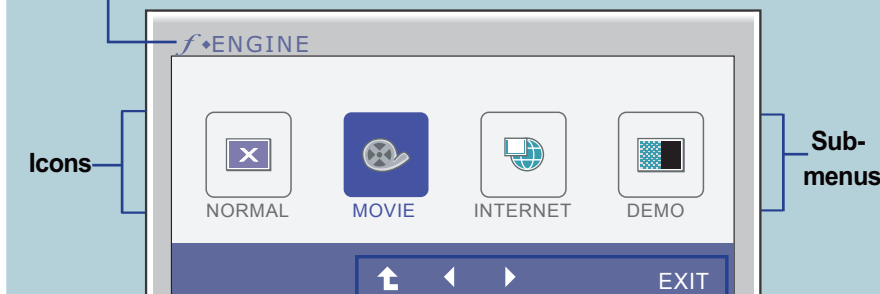 f ENGINE
Icons
NORMAL MOVIE INTERNET DEMO
Sub-
menus
EXIT